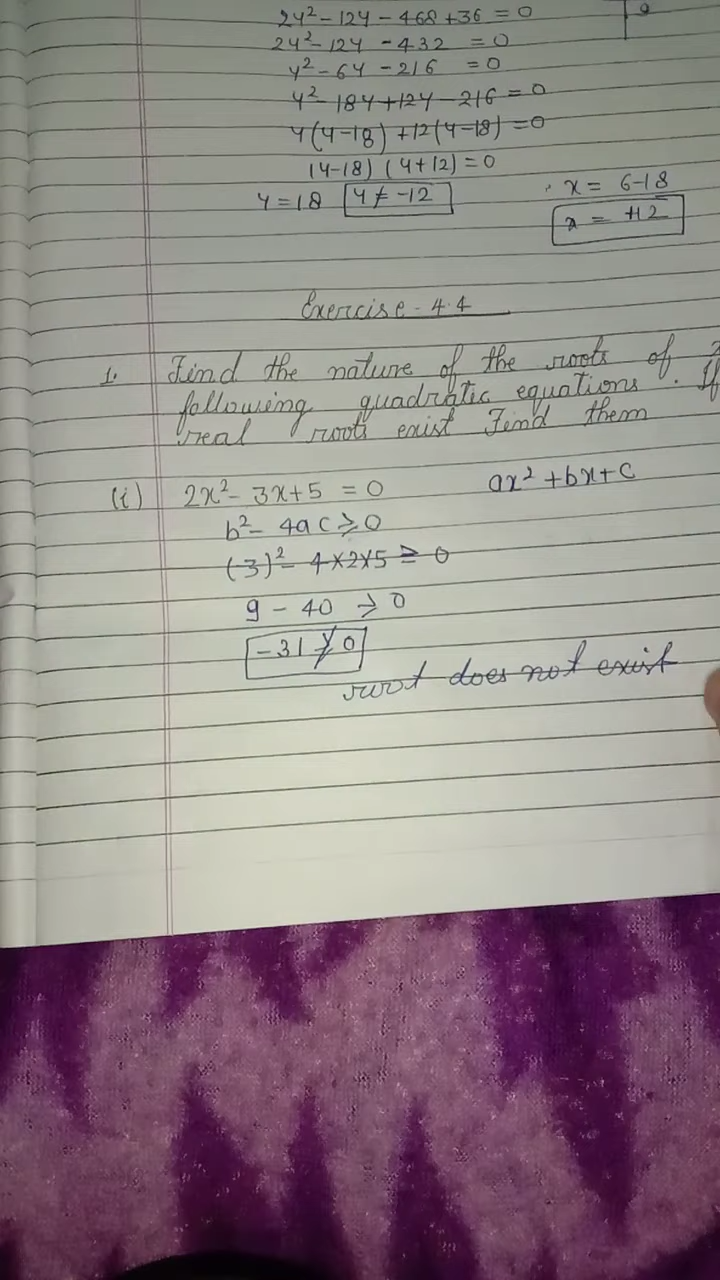 2y² - 12y - 468 + 36 = 0
2y² - 12y - 432 = 0
y² - 6y - 216 = 0
y² - 18y + 12y - 216 = 0
y(y-18) + 12(y-18) = 0
(y-18) (y+12) = 0
y = 18 y ≠ -12
x = 6-18
x = +12
Exercise - 4.4
1. Find the nature of the roots of
following quadratic equations. If
real roots exist Find them
(i) 2x² - 3x + 5 = 0 ax² + bx + c
b² - 4ac ≥ 0
(-3)² - 4×2×5 ≥ 0
9 - 40 ≥ 0
-31 ≱ 0
root does not exist